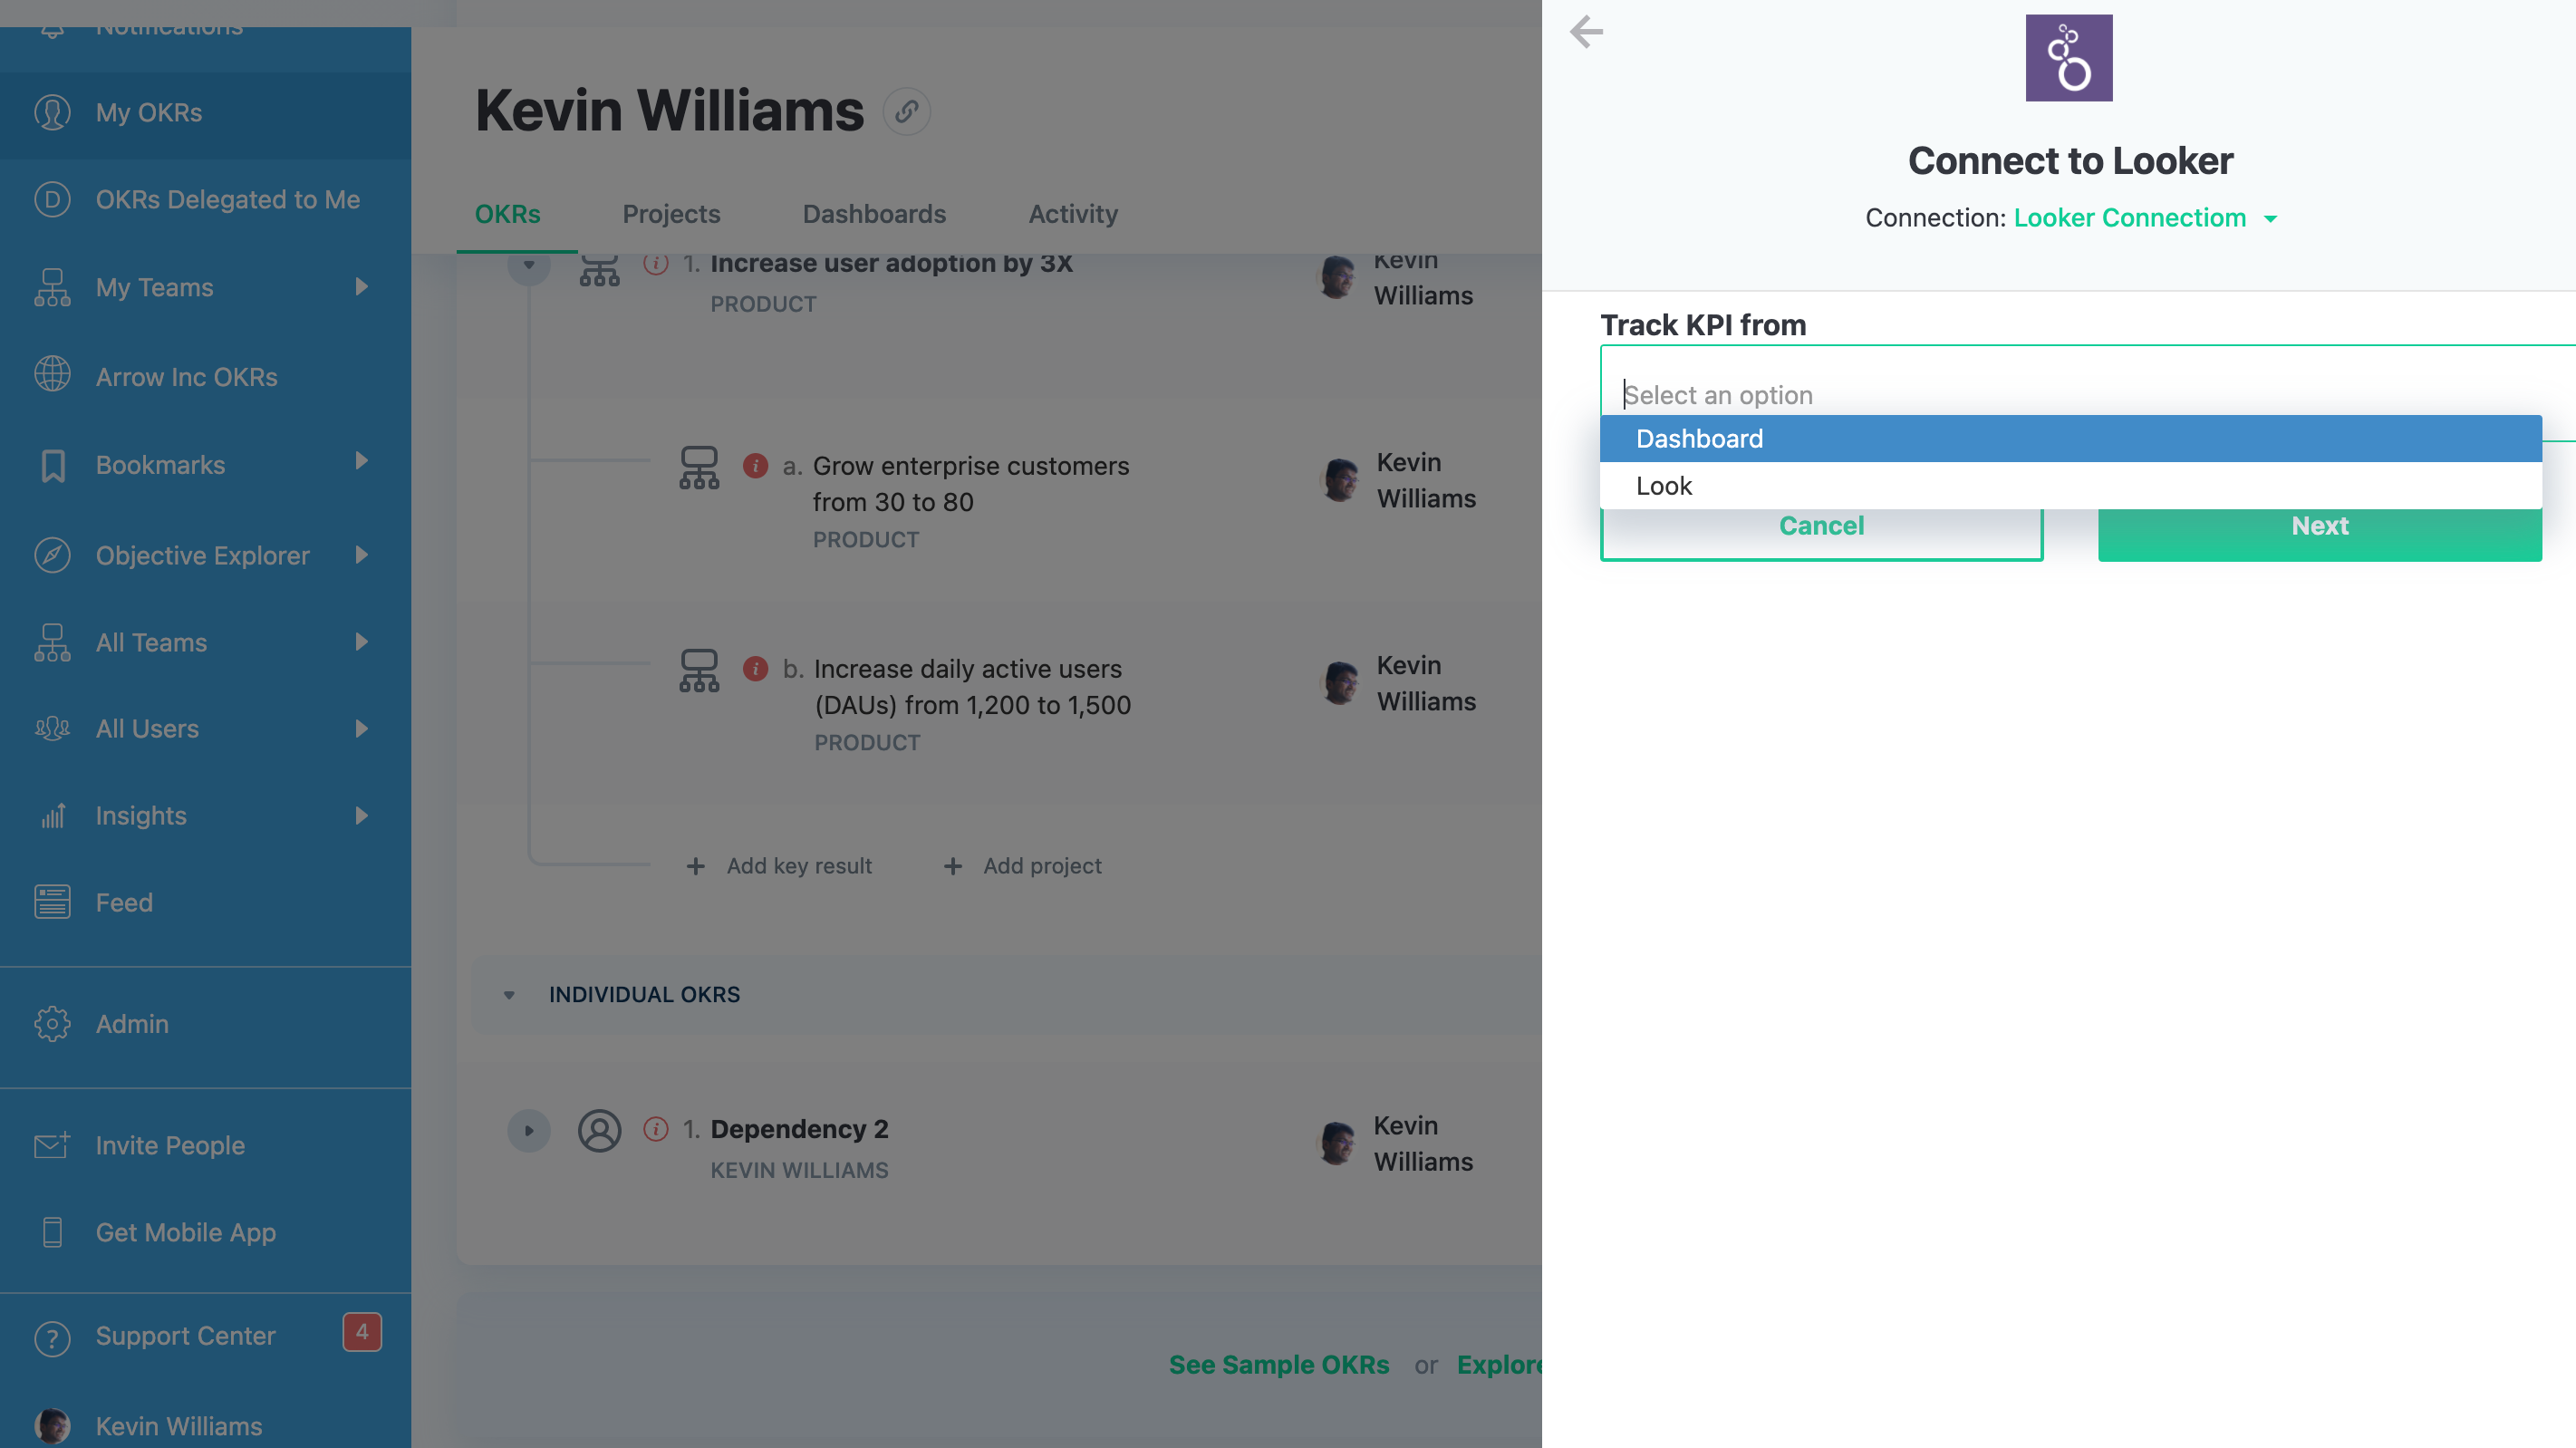 Notifications
My OKRs
D
OKRs Delegated to Me
My Teams
Arrow Inc OKRs
Bookmarks
Objective Explorer
All Teams
All Users
Insights
Feed
Admin
Invite People
Get Mobile App
? Support Center 4
Kevin Williams
Kevin Williams
OKRs Projects Dashboards Activity
i 1. Increase user adoption by 3X
PRODUCT
Kevin
Williams
i a. Grow enterprise customers
from 30 to 80
PRODUCT
Kevin
Williams
i b. Increase daily active users
(DAUs) from 1,200 to 1,500
PRODUCT
Kevin
Williams
+ Add key result + Add project
INDIVIDUAL OKRS
i 1. Dependency 2
KEVIN WILLIAMS
Kevin
Williams
See Sample OKRs or Explore
Connect to Looker
Connection: Looker Connectiom
Track KPI from
Select an option
Dashboard
Look
Cancel Next